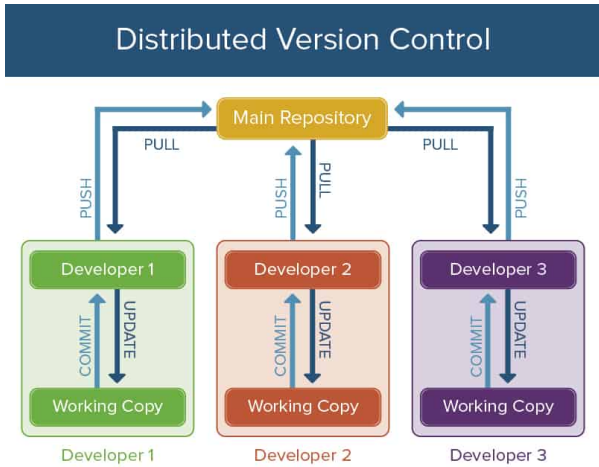 Distributed Version Control
Main Repository
PULL
PULL
PUSH
PUSH
PULL
PUSH
Developer 1
Developer 2
Developer 3
COMMIT
UPDATE
COMMIT
UPDATE
COMMIT
UPDATE
Working Copy
Working Copy
Working Copy
Developer 1
Developer 2
Developer 3